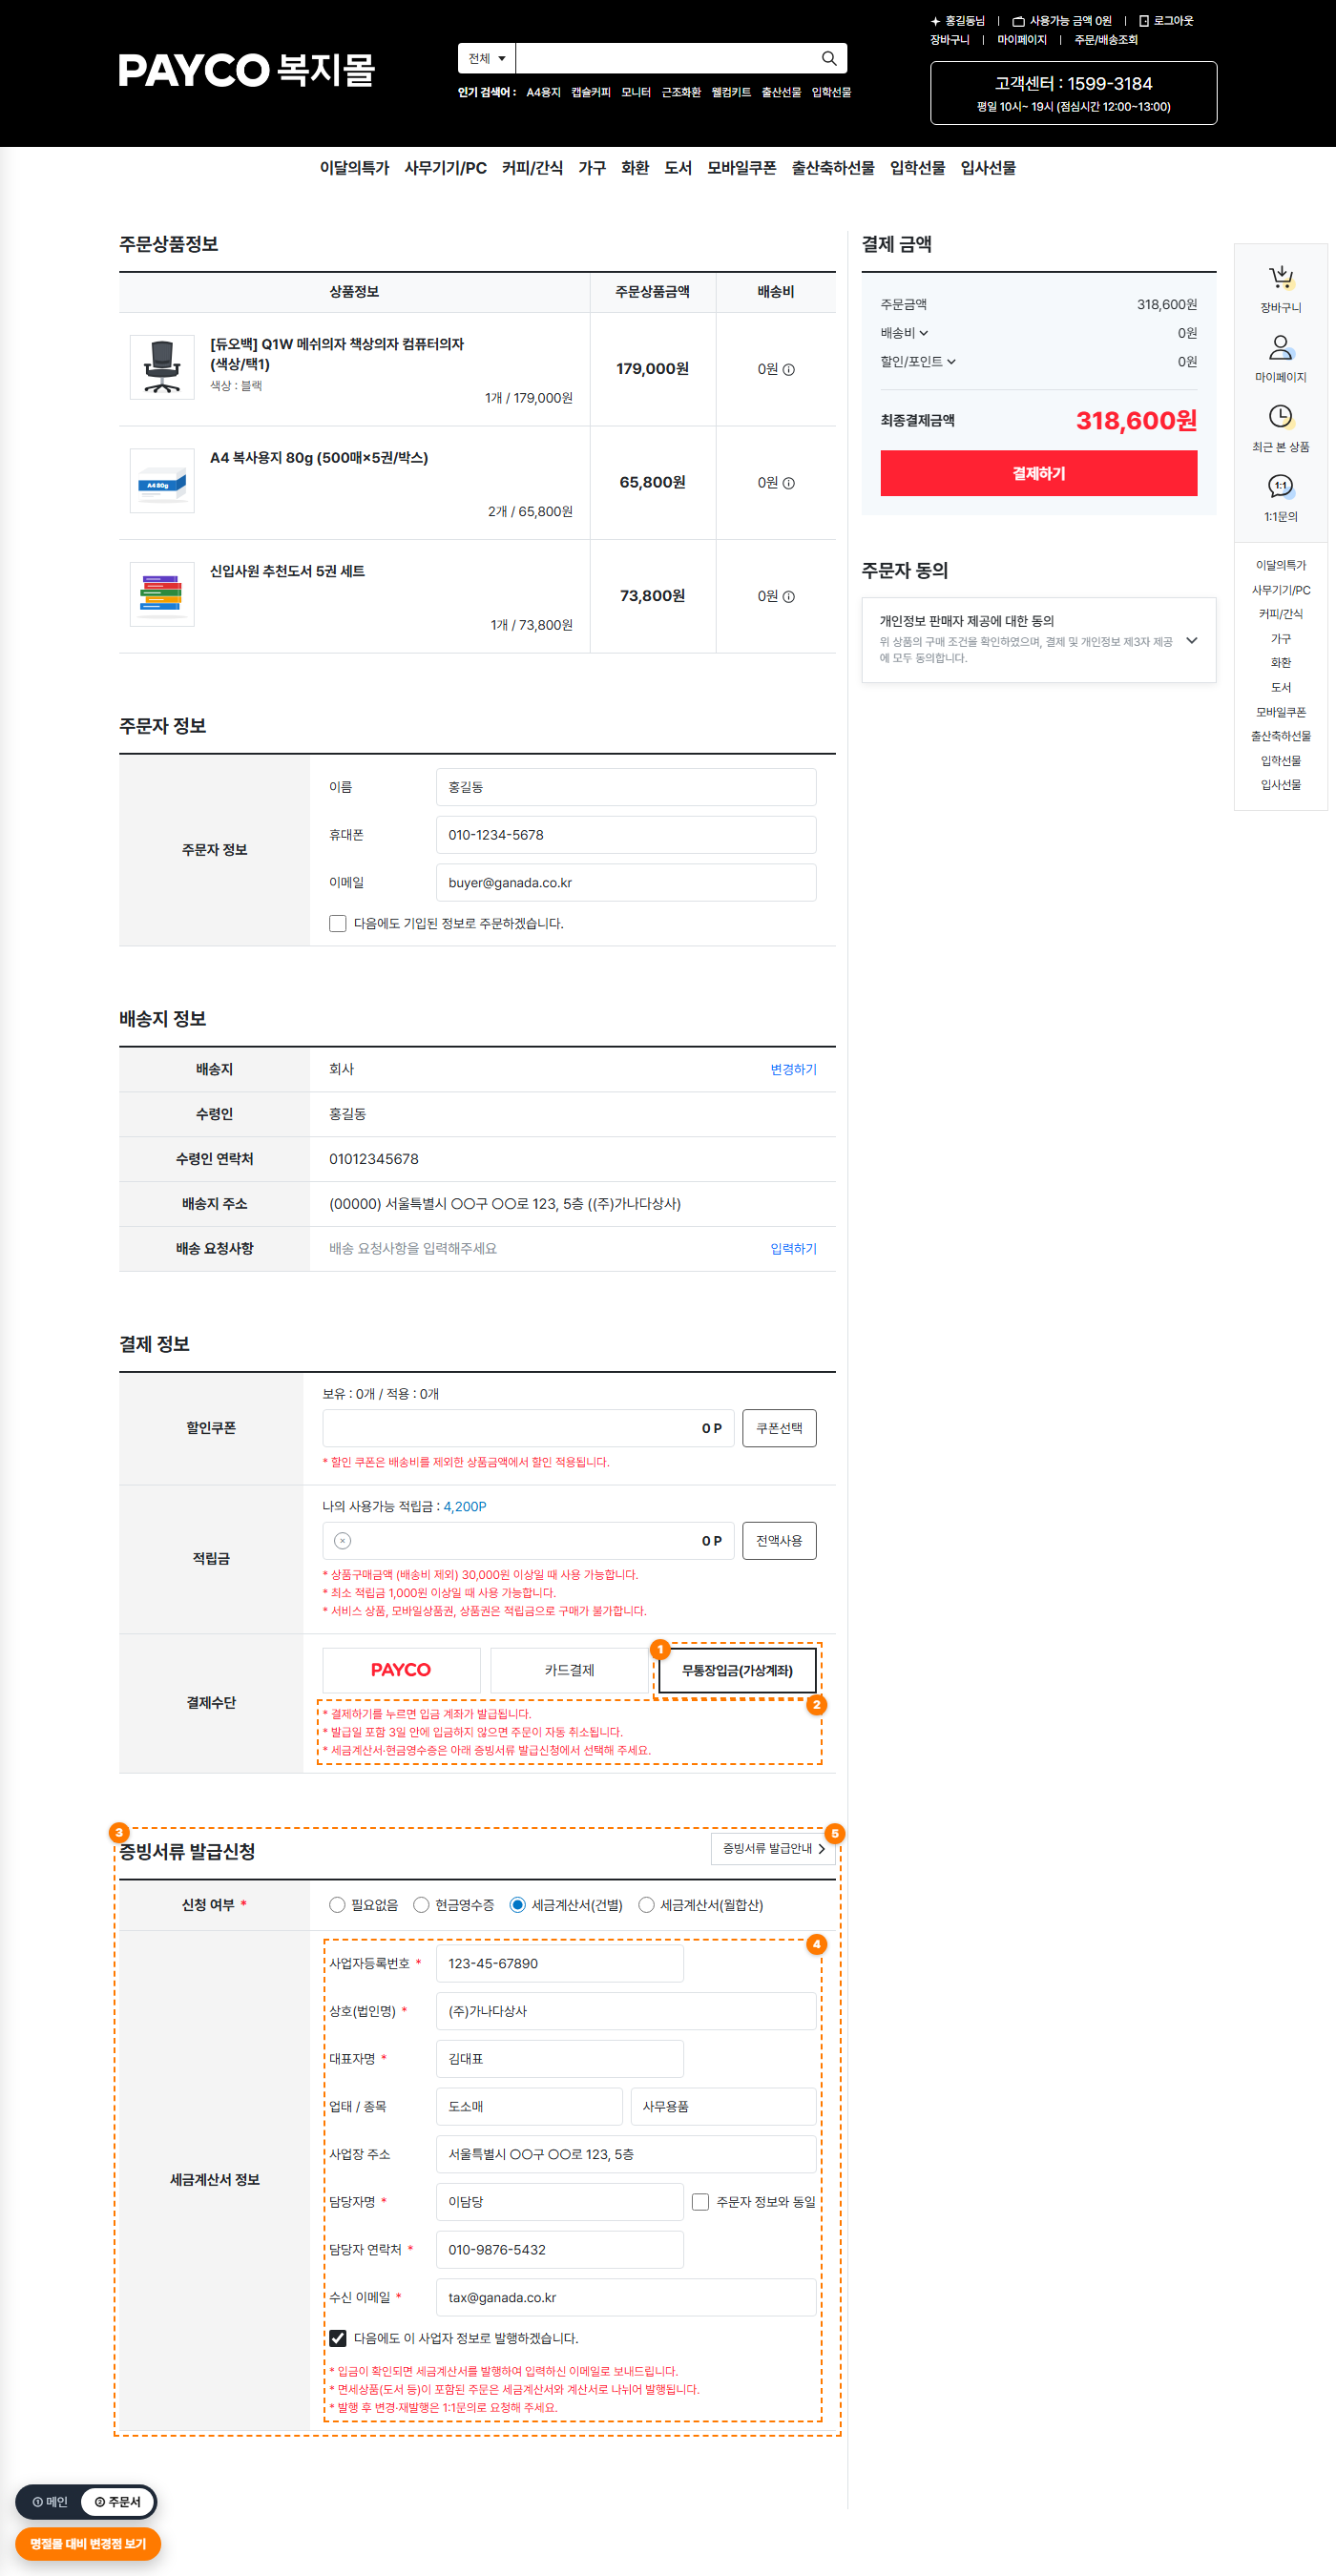 홍길동님 | 사용가능 금액 0원 | 로그아웃
장바구니 | 마이페이지 | 주문/배송조회
PAYCO 복지몰
전체
인기 검색어 : A4용지 캡슐커피 모니터 근조화환 웰컴키트 출산선물 입학선물
고객센터 : 1599-3184
평일 10시~ 19시 (점심시간 12:00~13:00)
이달의특가 사무기기/PC 커피/간식 가구 화환 도서 모바일쿠폰 출산축하선물 입학선물 입사선물
주문상품정보
상품정보 주문상품금액 배송비
[듀오백] Q1W 메쉬의자 책상의자 컴퓨터의자
(색상/택1)
색상 : 블랙
1개 / 179,000원
179,000원
0원
A4 80g
A4 복사용지 80g (500매×5권/박스)
2개 / 65,800원
65,800원
0원
신입사원 추천도서 5권 세트
1개 / 73,800원
73,800원
0원
결제 금액
주문금액 318,600원
배송비 0원
할인/포인트 0원
최종결제금액 318,600원
결제하기
주문자 동의
개인정보 판매자 제공에 대한 동의
위 상품의 구매 조건을 확인하였으며, 결제 및 개인정보 제3자 제공
에 모두 동의합니다.
장바구니
마이페이지
최근 본 상품
1:1
1:1문의
이달의특가
사무기기/PC
커피/간식
가구
화환
도서
모바일쿠폰
출산축하선물
입학선물
입사선물
주문자 정보
주문자 정보
이름 홍길동
휴대폰 010-1234-5678
이메일 buyer@ganada.co.kr
다음에도 기입된 정보로 주문하겠습니다.
배송지 정보
배송지 회사 변경하기
수령인 홍길동
수령인 연락처 01012345678
배송지 주소 (00000) 서울특별시 ○○구 ○○로 123, 5층 ((주)가나다상사)
배송 요청사항 배송 요청사항을 입력해주세요 입력하기
결제 정보
할인쿠폰
보유 : 0개 / 적용 : 0개
0 P 쿠폰선택
* 할인 쿠폰은 배송비를 제외한 상품금액에서 할인 적용됩니다.
적립금
나의 사용가능 적립금 : 4,200P
0 P 전액사용
* 상품구매금액 (배송비 제외) 30,000원 이상일 때 사용 가능합니다.
* 최소 적립금 1,000원 이상일 때 사용 가능합니다.
* 서비스 상품, 모바일상품권, 상품권은 적립금으로 구매가 불가합니다.
결제수단
PAYCO 카드결제 1 무통장입금(가상계좌)
2
* 결제하기를 누르면 입금 계좌가 발급됩니다.
* 발급일 포함 3일 안에 입금하지 않으면 주문이 자동 취소됩니다.
* 세금계산서·현금영수증은 아래 증빙서류 발급신청에서 선택해 주세요.
3 5
증빙서류 발급신청 증빙서류 발급안내
신청 여부 * 필요없음 현금영수증 세금계산서(건별) 세금계산서(월합산)
4
세금계산서 정보
사업자등록번호 * 123-45-67890
상호(법인명) * (주)가나다상사
대표자명 * 김대표
업태 / 종목 도소매 사무용품
사업장 주소 서울특별시 ○○구 ○○로 123, 5층
담당자명 * 이담당 주문자 정보와 동일
담당자 연락처 * 010-9876-5432
수신 이메일 * tax@ganada.co.kr
다음에도 이 사업자 정보로 발행하겠습니다.
* 입금이 확인되면 세금계산서를 발행하여 입력하신 이메일로 보내드립니다.
* 면세상품(도서 등)이 포함된 주문은 세금계산서와 계산서로 나뉘어 발행됩니다.
* 발행 후 변경·재발행은 1:1문의로 요청해 주세요.
① 메인 ② 주문서
명절몰 대비 변경점 보기